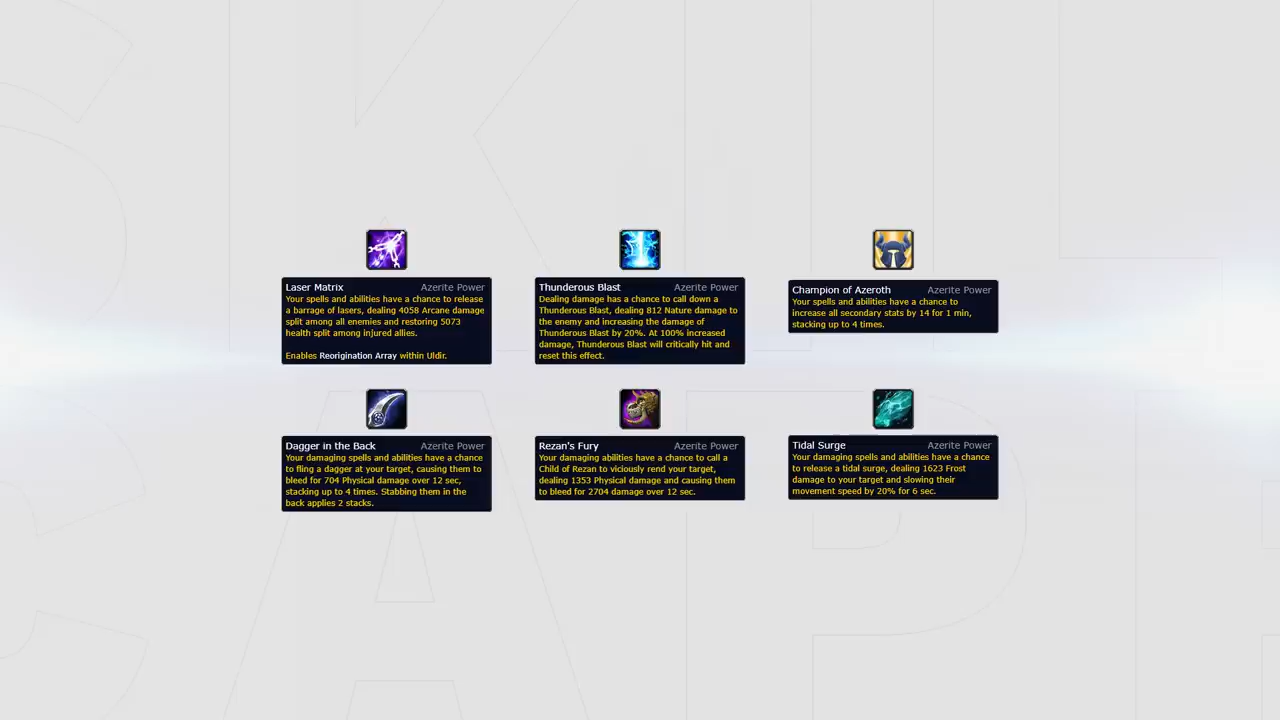 Laser Matrix Azerite Power
Your spells and abilities have a chance to release
a barrage of lasers, dealing 4058 Arcane damage
split among all enemies and restoring 5073
health split among injured allies.
Enables Reorigination Array within Uldir.
Thunderous Blast Azerite Power
Dealing damage has a chance to call down a
Thunderous Blast, dealing 812 Nature damage to
the enemy and increasing the damage of
Thunderous Blast by 20%. At 100% increased
damage, Thunderous Blast will critically hit and
reset this effect.
Champion of Azeroth Azerite Power
Your spells and abilities have a chance to
increase all secondary stats by 14 for 1 min,
stacking up to 4 times.
Dagger in the Back Azerite Power
Your damaging spells and abilities have a chance
to fling a dagger at your target, causing them to
bleed for 704 Physical damage over 12 sec,
stacking up to 4 times. Stabbing them in the
back applies 2 stacks.
Rezan's Fury Azerite Power
Your damaging abilities have a chance to call a
Child of Rezan to viciously rend your target,
dealing 1353 Physical damage and causing them
to bleed for 2704 damage over 12 sec.
Tidal Surge Azerite Power
Your damaging spells and abilities have a chance
to release a tidal surge, dealing 1623 Frost
damage to your target and slowing their
movement speed by 20% for 6 sec.